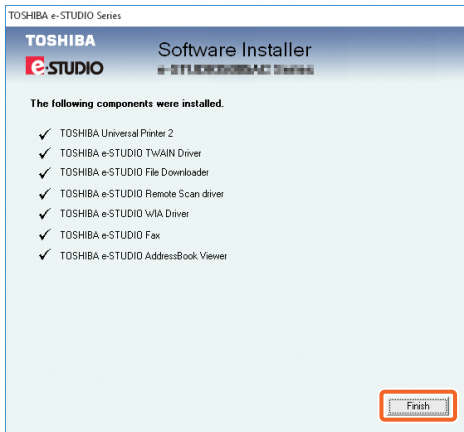 TOSHIBA e-STUDIO Series
TOSHIBA
e-STUDIO
Software Installer
The following components were installed.
TOSHIBA Universal Printer 2
TOSHIBA e-STUDIO TWAIN Driver
TOSHIBA e-STUDIO File Downloader
TOSHIBA e-STUDIO Remote Scan driver
TOSHIBA e-STUDIO WIA Driver
TOSHIBA e-STUDIO Fax
TOSHIBA e-STUDIO AddressBook Viewer
Finish